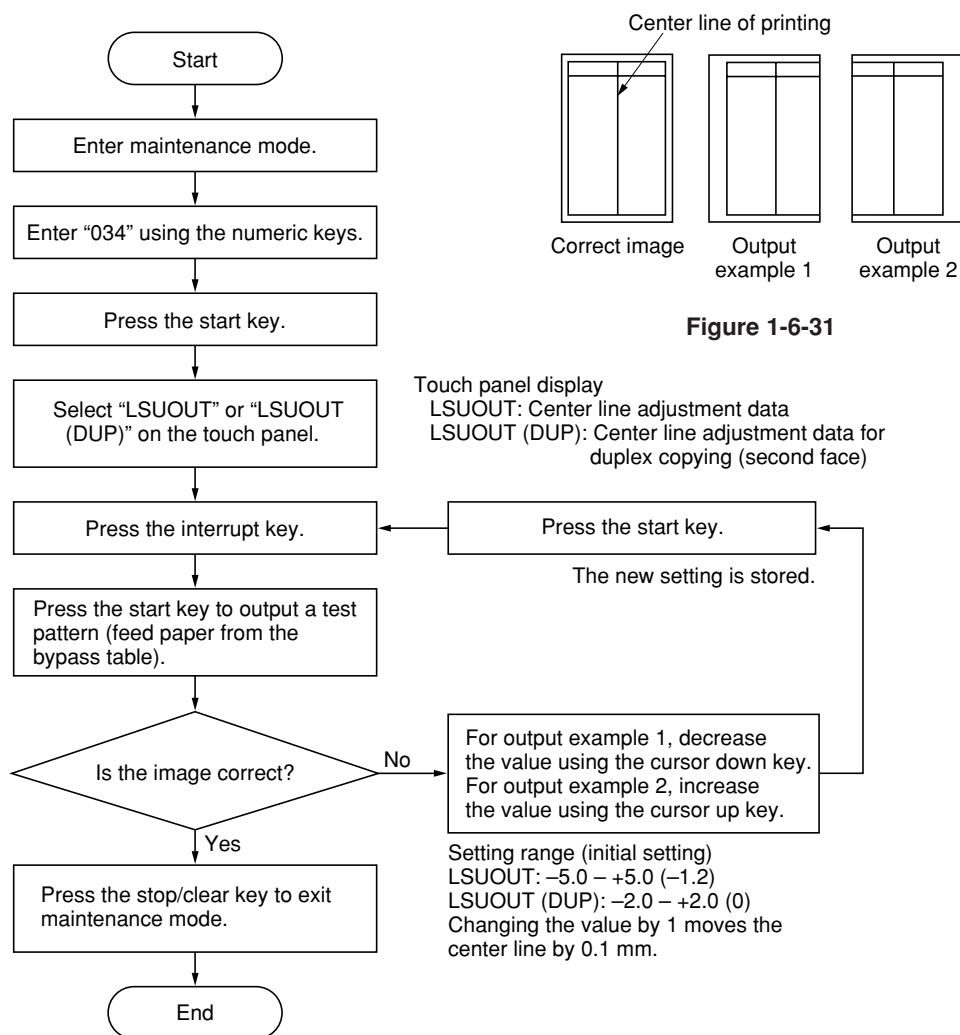 Start
Enter maintenance mode.
Enter “034” using the numeric keys.
Press the start key.
Select “LSUOUT” or “LSUOUT
(DUP)” on the touch panel.
Press the interrupt key.
Press the start key to output a test
pattern (feed paper from the
bypass table).
Is the image correct?
Yes
No
Press the stop/clear key to exit
maintenance mode.
End
Center line of printing
Correct image
Output
example 1
Output
example 2
Figure 1-6-31
Touch panel display
LSUOUT: Center line adjustment data
LSUOUT (DUP): Center line adjustment data for
duplex copying (second face)
Press the start key.
The new setting is stored.
For output example 1, decrease
the value using the cursor down key.
For output example 2, increase
the value using the cursor up key.
Setting range (initial setting)
LSUOUT: –5.0 – +5.0 (–1.2)
LSUOUT (DUP): –2.0 – +2.0 (0)
Changing the value by 1 moves the
center line by 0.1 mm.